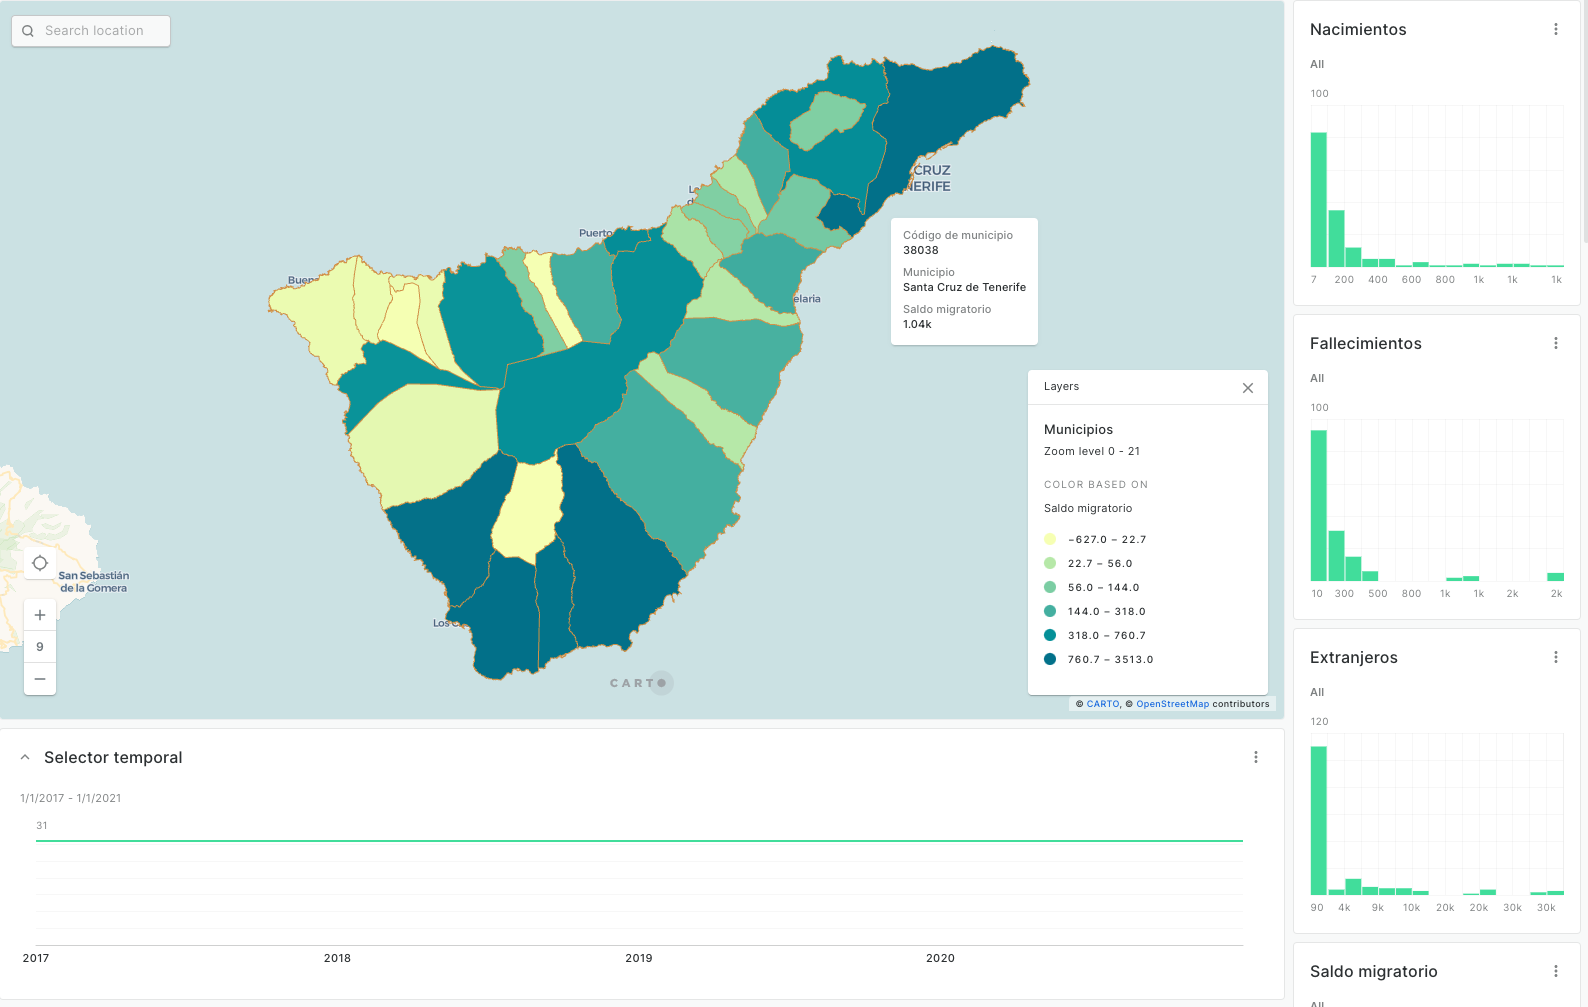 Search location
CRUZ
NERIFE
Puerto
Buen
elaria
San Sebastián
de la Gomera
+
9
−
Código de municipio
38038
Municipio
Santa Cruz de Tenerife
Saldo migratorio
1.04k
Layers
Municipios
Zoom level 0 - 21
COLOR BASED ON
Saldo migratorio
−627.0 – 22.7
22.7 – 56.0
56.0 – 144.0
144.0 – 318.0
318.0 – 760.7
760.7 – 3513.0
CARTO
© CARTO, © OpenStreetMap contributors
Selector temporal
1/1/2017 - 1/1/2021
31
2017 2018 2019 2020
Nacimientos
All
100
7 200 400 600 800 1k 1k 1k
Fallecimientos
All
100
10 300 500 800 1k 1k 2k 2k
Extranjeros
All
120
90 4k 9k 10k 20k 20k 30k 30k
Saldo migratorio
All